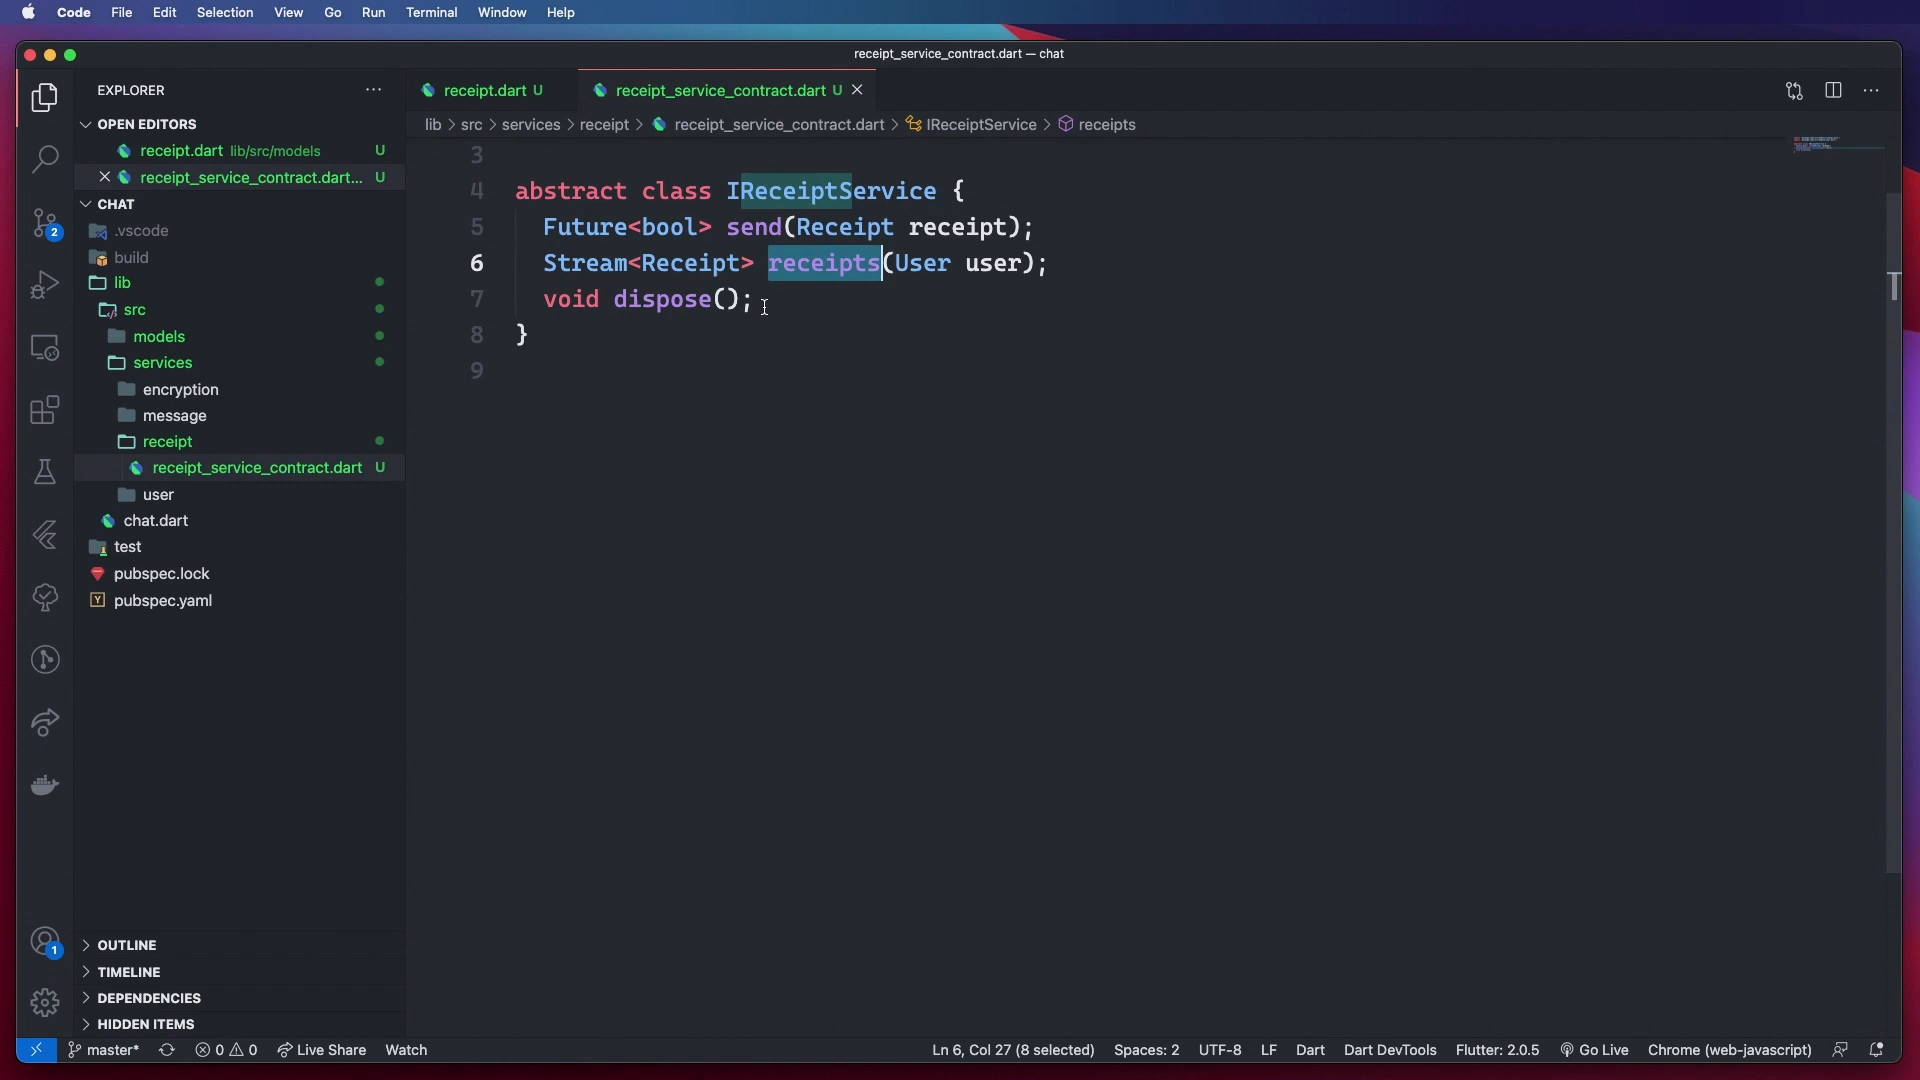 Code File Edit Selection View Go Run Terminal Window Help
receipt_service_contract.dart — chat
EXPLORER
receipt.dart U
receipt_service_contract.dart U
OPEN EDITORS
lib > src > services > receipt > receipt_service_contract.dart > IReceiptService > receipts
receipt.dart lib/src/models U
receipt_service_contract.dart... U
CHAT
.vscode
build
lib
src
models
services
encryption
message
receipt
receipt_service_contract.dart U
user
chat.dart
test
pubspec.lock
pubspec.yaml
3
4 abstract class IReceiptService {
5 Future<bool> send(Receipt receipt);
6 Stream<Receipt> receipts(User user);
7 void dispose();
8 }
9
2
1
OUTLINE
TIMELINE
DEPENDENCIES
HIDDEN ITEMS
master* 0 0 Live Share Watch Ln 6, Col 27 (8 selected) Spaces: 2 UTF-8 LF Dart Dart DevTools Flutter: 2.0.5 Go Live Chrome (web-javascript)